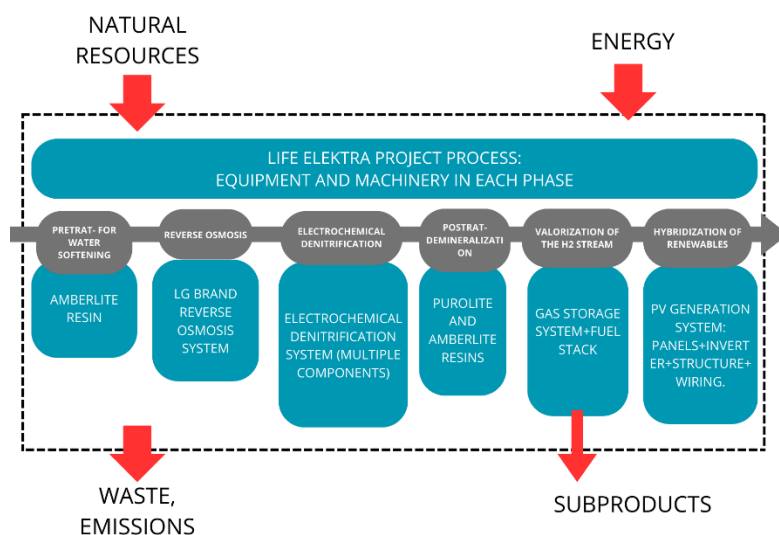 NATURAL
RESOURCES
ENERGY
LIFE ELEKTRA PROJECT PROCESS:
EQUIPMENT AND MACHINERY IN EACH PHASE
PRETRAT- FOR
WATER
SOFTENING
REVERSE OSMOSIS
ELECTROCHEMICAL
DENITRIFICATION
POSTRAT-
DEMINERALIZATI
ON
VALORIZATION OF
THE H2 STREAM
HYBRIDIZATION OF
RENEWABLES
AMBERLITE
RESIN
LG BRAND
REVERSE
OSMOSIS
SYSTEM
ELECTROCHEMICAL
DENITRIFICATION
SYSTEM (MULTIPLE
COMPONENTS)
PUROLITE AND
AMBERLITE
RESINS
GAS STORAGE
SYSTEM+FUEL
STACK
PV GENERATION
SYSTEM:
PANELS+INVERT
ER+STRUCTURE+
WIRING.
WASTE,
EMISSIONS
SUBPRODUCTS